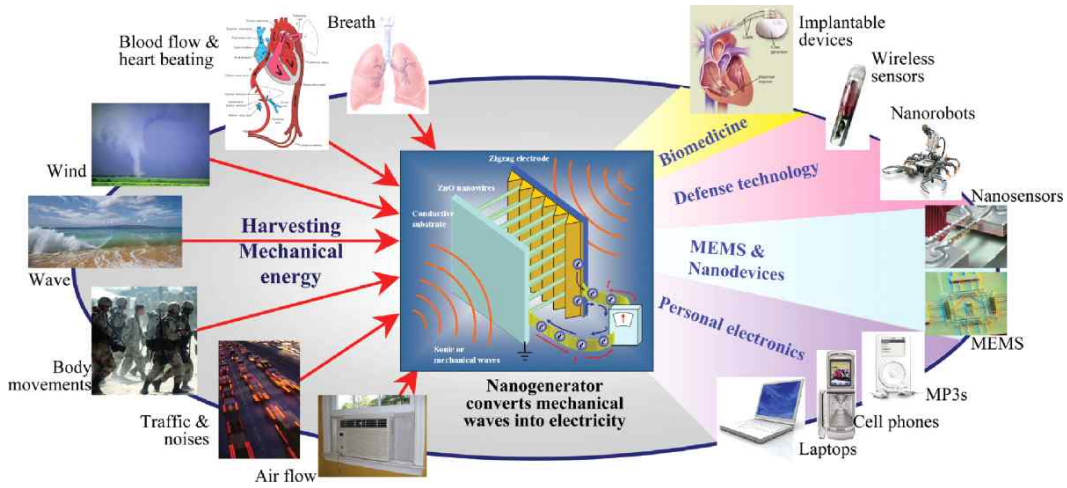 Blood flow &
heart beating
Breath
Implantable
devices
Wireless
sensors
Nanorobots
Wind
Wave
Body
movements
Traffic &
noises
Air flow
Harvesting
Mechanical
energy
Zigzag electrode
ZnO nanowires
Conductive
substrate
Sonic or
mechanical waves
Nanogenerator
converts mechanical
waves into electricity
Biomedicine
Defense technology
MEMS &
Nanodevices
Personal electronics
Nanosensors
MEMS
MP3s
Cell phones
Laptops